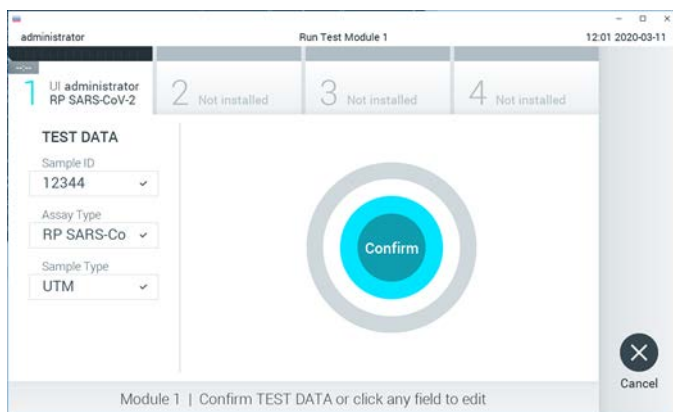 administrator Run Test Module 1 12:01 2020-03-11
--:--
1 UI administrator
RP SARS-CoV-2
2 Not installed
3 Not installed
4 Not installed
TEST DATA
Sample ID
12344
Assay Type
RP SARS-Co
Sample Type
UTM
Confirm
Cancel
Module 1 | Confirm TEST DATA or click any field to edit